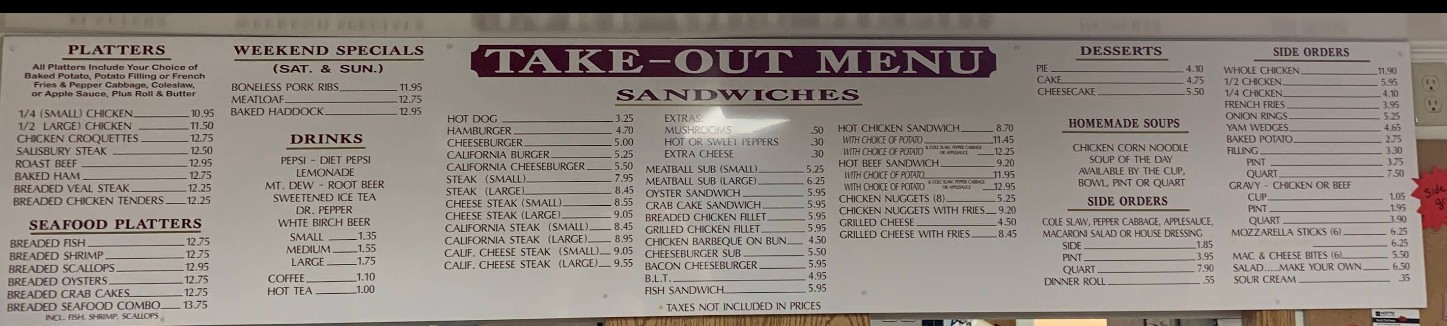 TAKE-OUT MENU
PLATTERS
All Platters Include Your Choice of
Baked Potato, Potato Filling or French
Fries & Pepper Cabbage, Coleslaw,
or Apple Sauce, Plus Roll & Butter
1/4 (SMALL) CHICKEN 10.95
1/2 LARGE) CHICKEN 11.50
CHICKEN CROQUETTES 12.75
SALISBURY STEAK 12.50
ROAST BEEF 12.95
BAKED HAM 12.75
BREADED VEAL STEAK 12.25
BREADED CHICKEN TENDERS 12.25
SEAFOOD PLATTERS
BREADED FISH 12.75
BREADED SHRIMP 12.75
BREADED SCALLOPS 12.95
BREADED OYSTERS 12.75
BREADED CRAB CAKES 12.75
BREADED SEAFOOD COMBO 13.75
INCL. FISH, SHRIMP, SCALLOPS
WEEKEND SPECIALS
(SAT. & SUN.)
BONELESS PORK RIBS 11.95
MEATLOAF 12.75
BAKED HADDOCK 12.95
DRINKS
PEPSI - DIET PEPSI
LEMONADE
MT. DEW - ROOT BEER
SWEETENED ICE TEA
DR. PEPPER
WHTE BIRCH BEER
SMALL 1.35
MEDIUM 1.55
LARGE 1.75
COFFEE 1.10
HOT TEA 1.00
SANDWICHES
HOT DOG 3.25
HAMBURGER 4.70
CHEESEBURGER 5.00
CALIFORNIA BURGER 5.25
CALIFORNIA CHEESEBURGER 5.50
STEAK (SMALL) 7.95
STEAK (LARGE) 8.45
CHEESE STEAK (SMALL) 8.55
CHEESE STEAK (LARGE) 9.05
CALIFORNIA STEAK (SMALL) 8.45
CALIFORNIA STEAK (LARGE) 8.95
CALIF. CHEESE STEAK (SMALL) 9.05
CALIF. CHEESE STEAK (LARGE) 9.55
EXTRAS:
MUSHROOMS .50
HOT OR SWEET PEPPERS .30
EXTRA CHEESE .30
MEATBALL SUB (SMALL) 5.25
MEATBALL SUB (LARGE) 6.25
OYSTER SANDWICH 5.95
CRAB CAKE SANDWICH 5.95
BREADED CHICKEN FILLET 5.95
GRILLED CHICKEN FILLET 5.95
CHICKEN BARBEQUE ON BUN 4.50
CHEESEBURGER SUB 5.50
BACON CHEESEBURGER 5.95
B.L.T. 4.95
FISH SANDWICH 5.95
* TAXES NOT INCLUDED IN PRICES
HOT CHICKEN SANDWICH 8.70
WITH CHOICE OF POTATO 11.45
WITH CHOICE OF POTATO & COLE SLAW, PEPPER CABBAGE OR APPLESAUCE 12.25
HOT BEEF SANDWICH 9.20
WITH CHOICE OF POTATO 11.95
WITH CHOICE OF POTATO & COLE SLAW, PEPPER CABBAGE OR APPLESAUCE 12.95
CHICKEN NUGGETS (8) 5.25
CHICKEN NUGGETS WITH FRIES 9.20
GRILLED CHEESE 4.50
GRILLED CHEESE WITH FRIES 8.45
DESSERTS
PIE 4.10
CAKE 4.75
CHEESECAKE 5.50
HOMEMADE SOUPS
CHICKEN CORN NOODLE
SOUP OF THE DAY
AVAILABLE BY THE CUP,
BOWL, PINT OR QUART
SIDE ORDERS
COLE SLAW, PEPPER CABBAGE, APPLESAUCE,
MACARONI SALAD OR HOUSE DRESSING
SIDE 1.85
PINT 3.95
QUART 7.90
DINNER ROLL .55
SIDE ORDERS
WHOLE CHICKEN 11.90
1/2 CHICKEN 5.95
1/4 CHICKEN 4.10
FRENCH FRIES 3.95
ONION RINGS 5.25
YAM WEDGES 4.65
BAKED POTATO 2.75
FILLING 3.30
PINT 3.75
QUART 7.50
GRAVY - CHICKEN OR BEEF
CUP 1.05
PINT 1.95
QUART 3.90
MOZZARELLA STICKS (6) 6.25
6.25
MAC & CHEESE BITES (6) 5.50
SALAD.....MAKE YOUR OWN 6.50
SOUR CREAM .35
Side